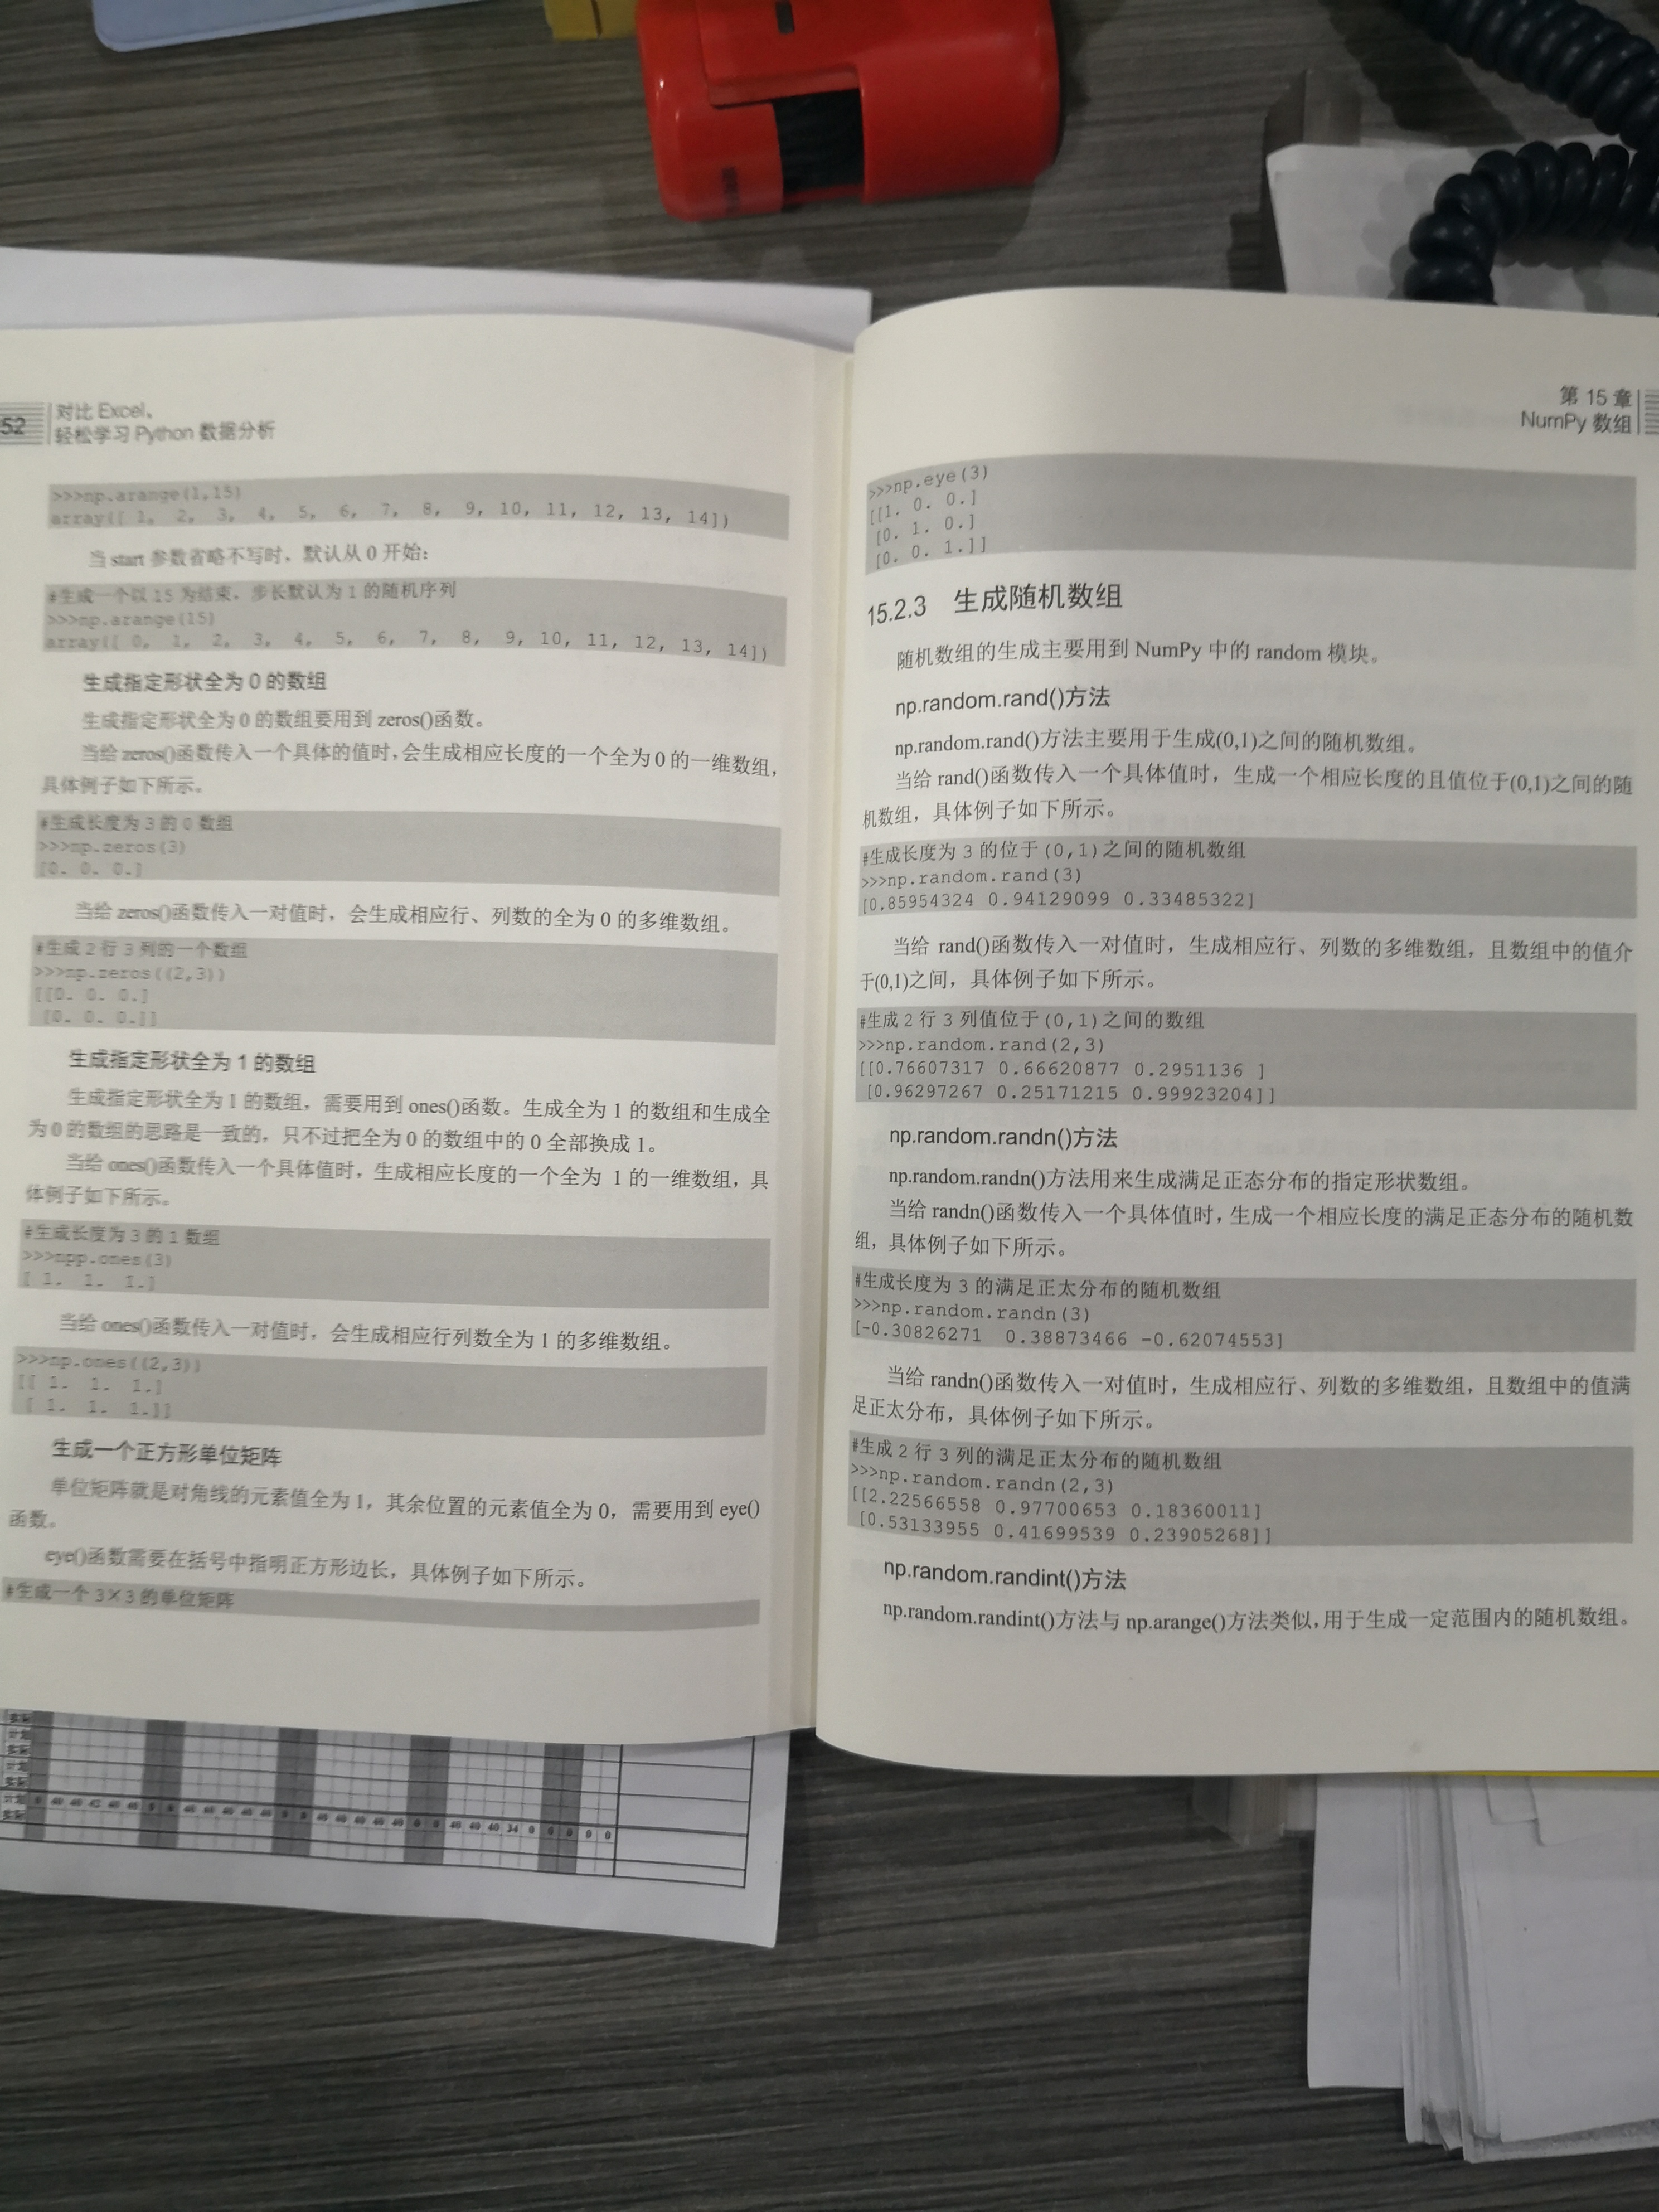 52
对比 Excel，
轻松学习 Python 数据分析
>>>np.arange(1,15)
array([ 1, 2, 3, 4, 5, 6, 7, 8, 9, 10, 11, 12, 13, 14])
当 start 参数省略不写时，默认从 0 开始：
#生成一个以 15 为结束，步长默认为 1 的随机序列
>>>np.arange(15)
array([ 0, 1, 2, 3, 4, 5, 6, 7, 8, 9, 10, 11, 12, 13, 14])
生成指定形状全为 0 的数组
生成指定形状全为 0 的数组要用到 zeros()函数。
当给 zeros()函数传入一个具体的值时，会生成相应长度的一个全为 0 的一维数组，
具体例子如下所示。
#生成长度为 3 的 0 数组
>>>np.zeros(3)
[0. 0. 0.]
当给 zeros()函数传入一对值时，会生成相应行、列数的全为 0 的多维数组。
#生成 2 行 3 列的一个数组
>>>np.zeros((2,3))
[[0. 0. 0.]
[0. 0. 0.]]
生成指定形状全为 1 的数组
生成指定形状全为 1 的数组，需要用到 ones()函数。生成全为 1 的数组和生成全
为 0 的数组的思路是一致的，只不过把全为 0 的数组中的 0 全部换成 1。
当给 ones()函数传入一个具体值时，生成相应长度的一个全为 1 的一维数组，具
体例子如下所示。
#生成长度为 3 的 1 数组
>>>npp.ones(3)
[ 1. 1. 1.]
当给 ones()函数传入一对值时，会生成相应行列数全为 1 的多维数组。
>>>np.ones((2,3))
[[ 1. 1. 1.]
[ 1. 1. 1.]]
生成一个正方形单位矩阵
单位矩阵就是对角线的元素值全为 1，其余位置的元素值全为 0，需要用到 eye()
函数。
eye()函数需要在括号中指明正方形边长，具体例子如下所示。
#生成一个 3×3 的单位矩阵
第 15 章
NumPy 数组
>>>np.eye(3)
[[1. 0. 0.]
[0. 1. 0.]
[0. 0. 1.]]
15.2.3 生成随机数组
随机数组的生成主要用到 NumPy 中的 random 模块。
np.random.rand()方法
np.random.rand()方法主要用于生成(0,1)之间的随机数组。
当给 rand()函数传入一个具体值时，生成一个相应长度的且值位于(0,1)之间的随
机数组，具体例子如下所示。
#生成长度为 3 的位于(0,1)之间的随机数组
>>>np.random.rand(3)
[0.85954324 0.94129099 0.33485322]
当给 rand()函数传入一对值时，生成相应行、列数的多维数组，且数组中的值介
于(0,1)之间，具体例子如下所示。
#生成 2 行 3 列值位于(0,1)之间的数组
>>>np.random.rand(2,3)
[[0.76607317 0.66620877 0.2951136 ]
[0.96297267 0.25171215 0.99923204]]
np.random.randn()方法
np.random.randn()方法用来生成满足正态分布的指定形状数组。
当给 randn()函数传入一个具体值时，生成一个相应长度的满足正态分布的随机数
组，具体例子如下所示。
#生成长度为 3 的满足正太分布的随机数组
>>>np.random.randn(3)
[-0.30826271 0.38873466 -0.62074553]
当给 randn()函数传入一对值时，生成相应行、列数的多维数组，且数组中的值满
足正太分布，具体例子如下所示。
#生成 2 行 3 列的满足正太分布的随机数组
>>>np.random.randn(2,3)
[[2.22566558 0.97700653 0.18360011]
[0.53133955 0.41699539 0.23905268]]
np.random.randint()方法
np.random.randint()方法与 np.arange()方法类似，用于生成一定范围内的随机数组。
实际
计划
实际
计划
实际
计划 0 40 40 42 40 40 0 0 40 40 40 40 40 0 0 40 40 40 40 40 0 0 40 40 40 34 0 0 0 0 0
实际